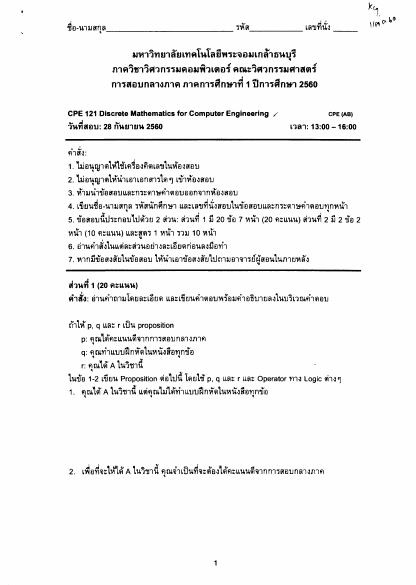 ชื่อ-นามสกุล____________________ รหัส____________ เลขที่นั่ง ______
มหาวิทยาลัยเทคโนโลยีพระจอมเกล้าธนบุรี
ภาควิชาวิศวกรรมคอมพิวเตอร์ คณะวิศวกรรมศาสตร์
การสอบกลางภาค ภาคการศึกษาที่ 1 ปีการศึกษา 2560
CPE 121 Discrete Mathematics for Computer Engineering CPE (AB)
วันที่สอบ: 28 กันยายน 2560 เวลา: 13:00 – 16:00
คำสั่ง:
1. ไม่อนุญาตให้ใช้เครื่องคิดเลขในห้องสอบ
2. ไม่อนุญาตให้นำเอาเอกสารใดๆ เข้าห้องสอบ
3. ห้ามนำข้อสอบและกระดาษคำตอบออกจากห้องสอบ
4. เขียนชื่อ-นามสกุล รหัสนักศึกษา และเลขที่นั่งสอบในข้อสอบและกระดาษคำตอบทุกหน้า
5. ข้อสอบนี้ประกอบไปด้วย 2 ส่วน: ส่วนที่ 1 มี 20 ข้อ 7 หน้า (20 คะแนน) ส่วนที่ 2 มี 2 ข้อ 2
หน้า (10 คะแนน) และสูตร 1 หน้า รวม 10 หน้า
6. อ่านคำสั่งในแต่ละส่วนอย่างละเอียดก่อนลงมือทำ
7. หากมีข้อสงสัยในข้อสอบ ให้นำเอาข้อสงสัยไปถามอาจารย์ผู้สอนในภายหลัง
ส่วนที่ 1 (20 คะแนน)
คำสั่ง: อ่านคำถามโดยละเอียด และเขียนคำตอบพร้อมคำอธิบายลงในบริเวณคำตอบ
ถ้าให้ p, q และ r เป็น proposition
p: คุณได้คะแนนดีจากการสอบกลางภาค
q: คุณทำแบบฝึกหัดในหนังสือทุกข้อ
r: คุณได้ A ในวิชานี้
ในข้อ 1-2 เขียน Proposition ต่อไปนี้ โดยใช้ p, q และ r และ Operator ทาง Logic ต่างๆ
1. คุณได้ A ในวิชานี้ แต่คุณไม่ได้ทำแบบฝึกหัดในหนังสือทุกข้อ
2. เพื่อที่จะให้ได้ A ในวิชานี้ คุณจำเป็นที่จะต้องได้คะแนนดีจากการสอบกลางภาค
1